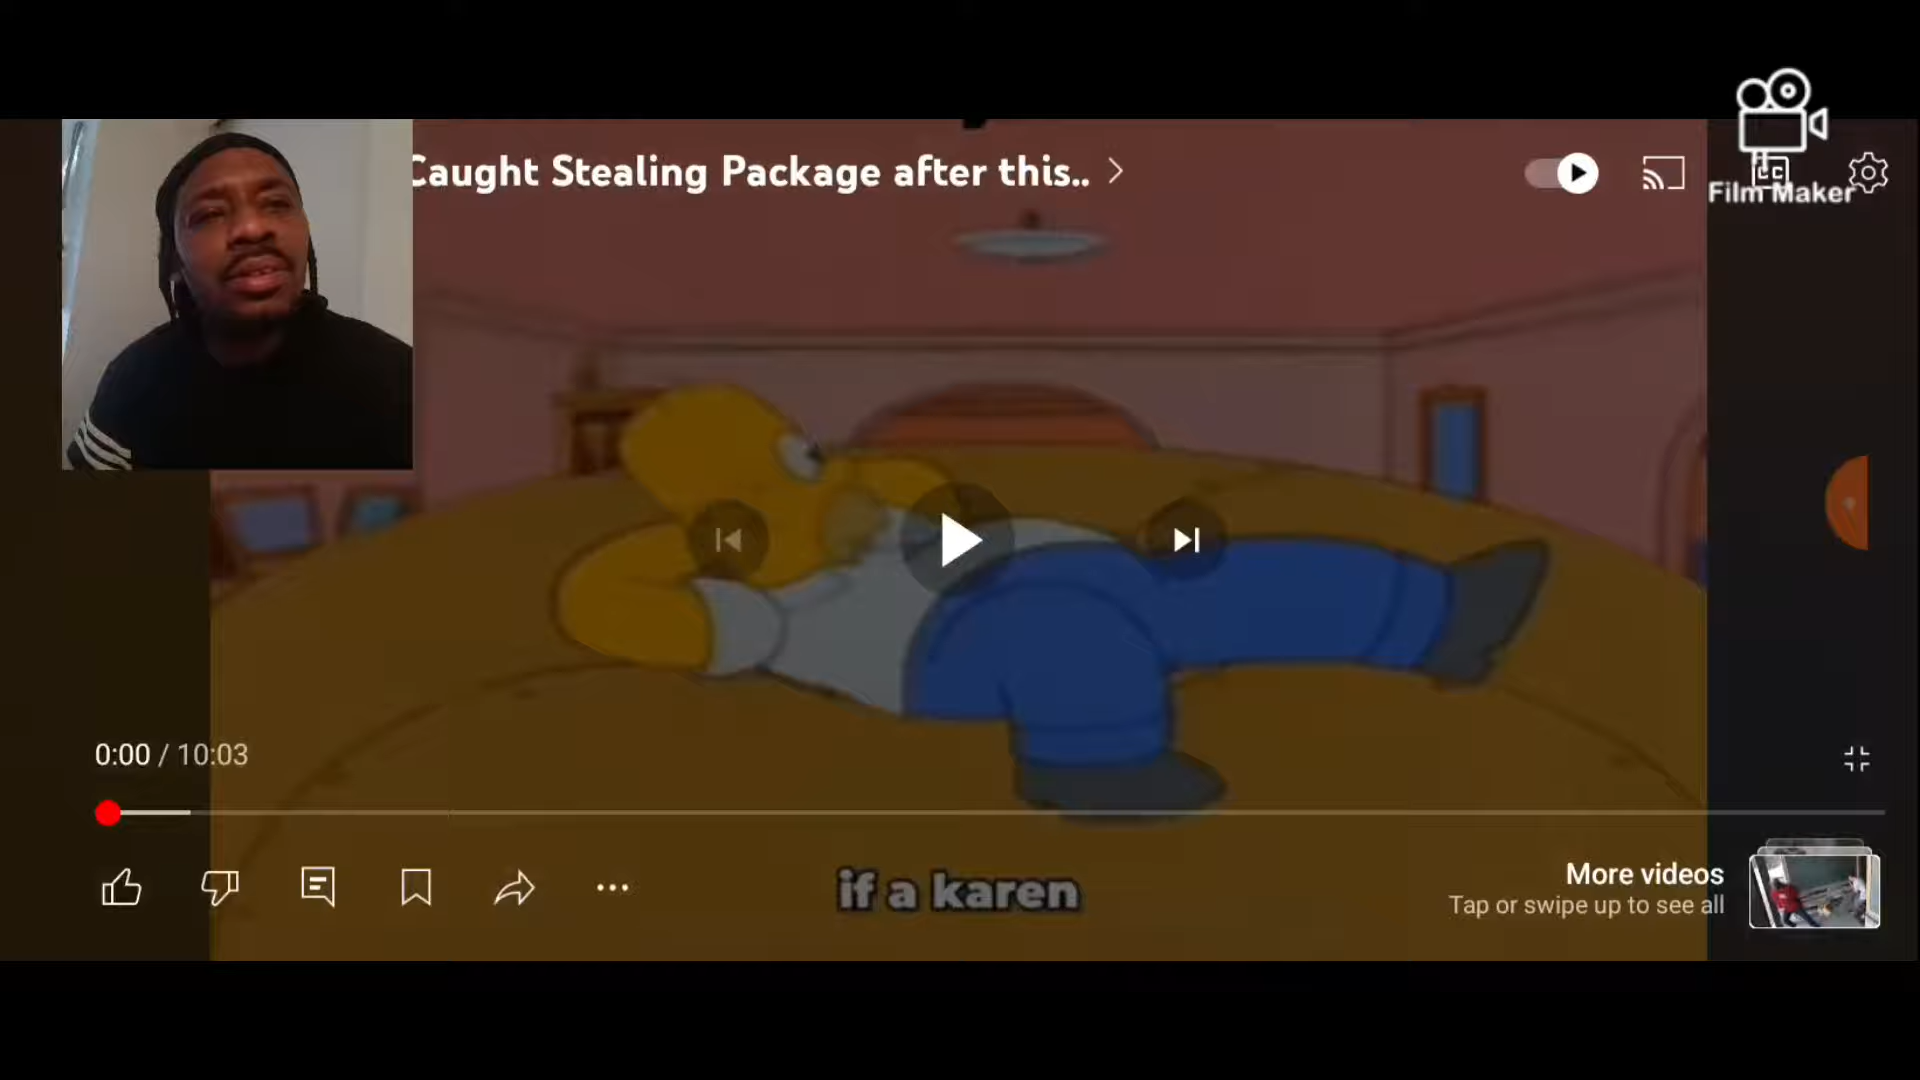 Caught Stealing Package after this..
CC
Film Maker
0:00 / 10:03
if a karen
More videos
Tap or swipe up to see all